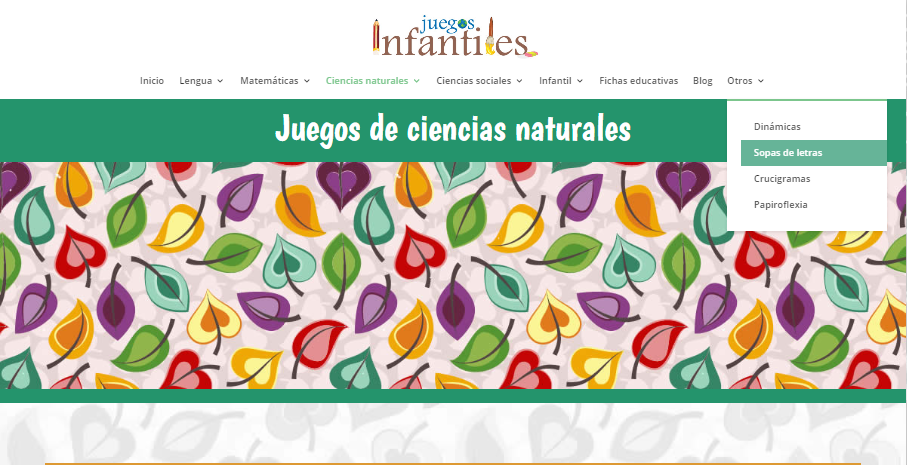 juegos
Infantiles
Inicio Lengua Matemáticas Ciencias naturales Ciencias sociales Infantil Fichas educativas Blog Otros
Juegos de ciencias naturales
Dinámicas
Sopas de letras
Crucigramas
Papiroflexia